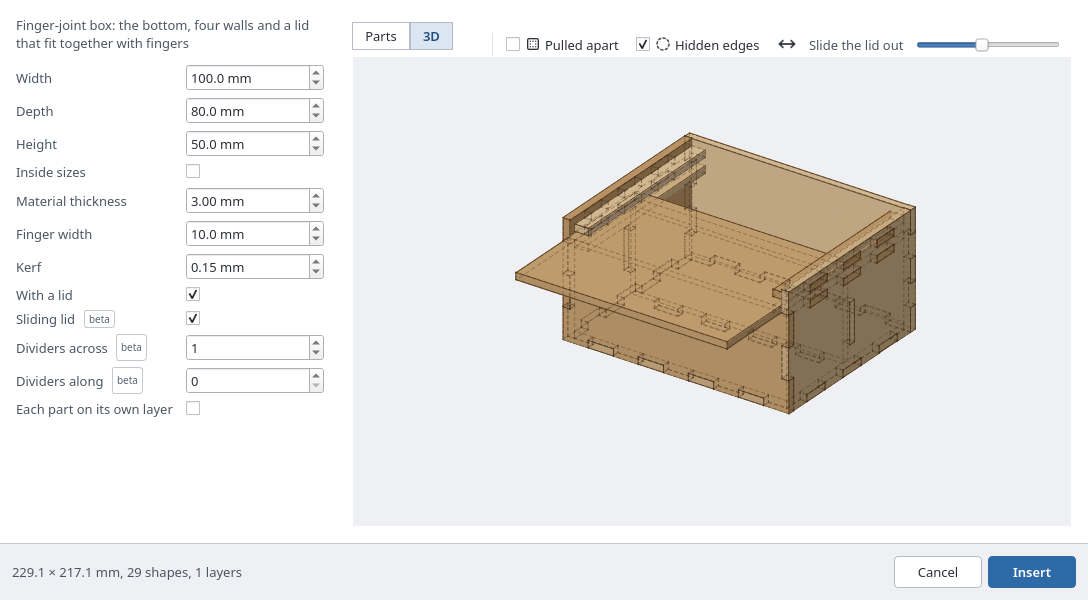 Finger-joint box: the bottom, four walls and a lid
that fit together with fingers
Parts
3D
Pulled apart
Hidden edges
Slide the lid out
Width
100.0 mm
Depth
80.0 mm
Height
50.0 mm
Inside sizes
Material thickness
3.00 mm
Finger width
10.0 mm
Kerf
0.15 mm
With a lid
Sliding lid beta
Dividers across beta
1
Dividers along beta
0
Each part on its own layer
229.1 × 217.1 mm, 29 shapes, 1 layers
Cancel
Insert